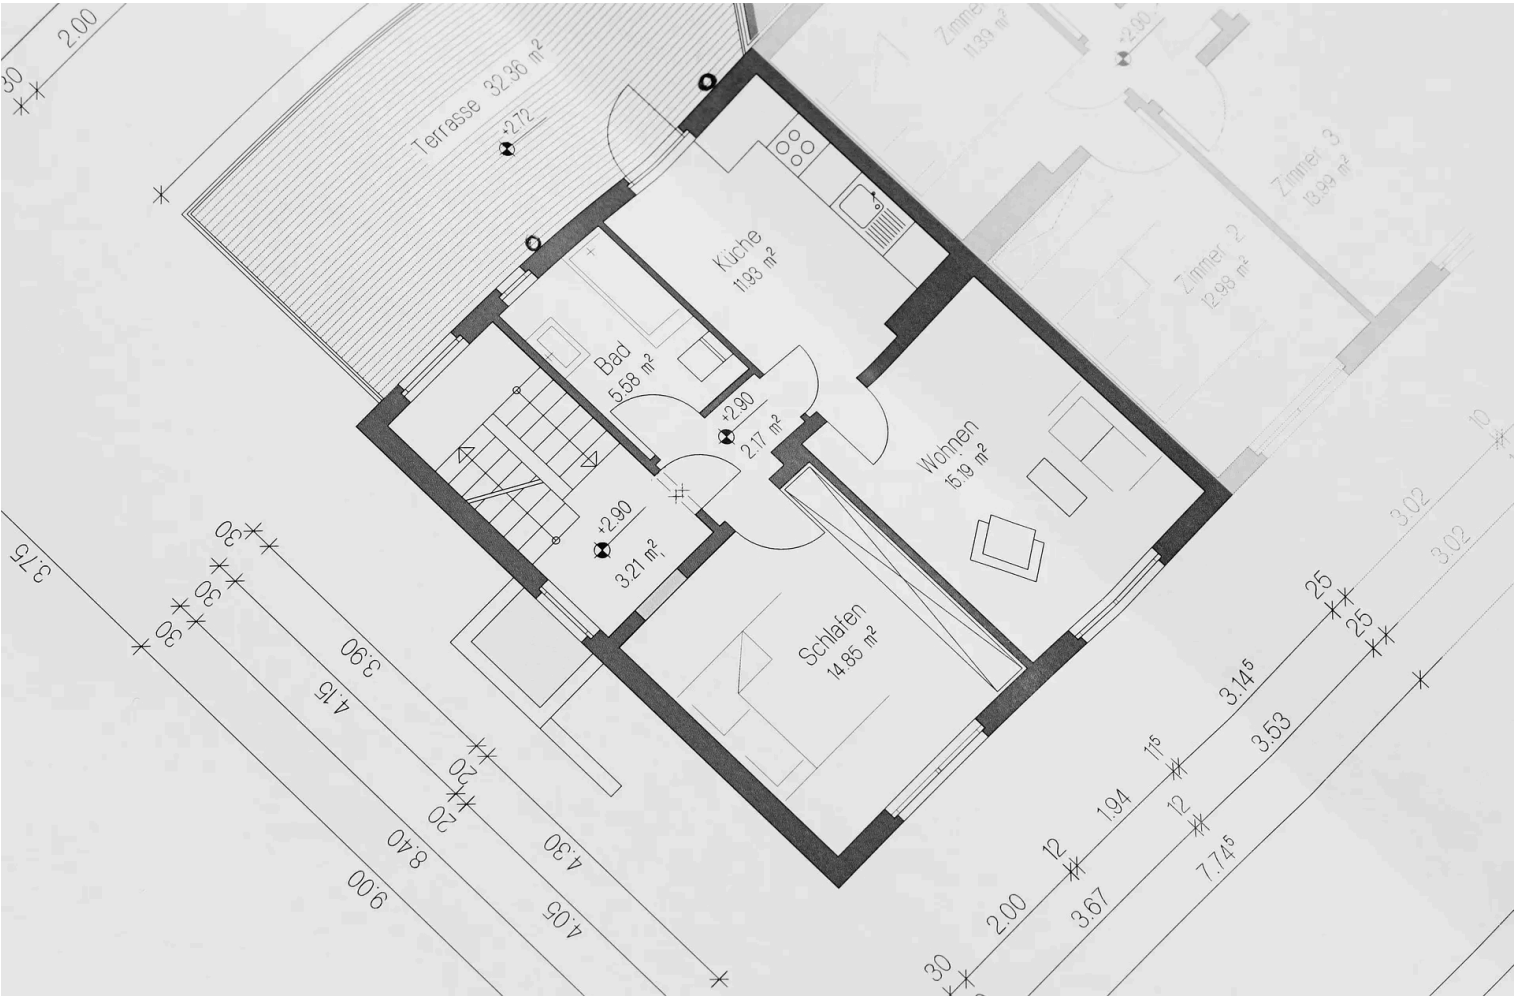 2.00
30
Terrasse 32.36 m²
+2.72
Zimmer
11.39 m²
+2.90
Zimmer 3
13.99 m²
Zimmer 2
12.98 m²
Küche
11.93 m²
Bad
5.58 m²
+2.90
2.17 m²
Wohnen
15.19 m²
+2.90
3.21 m²
Schlafen
14.85 m²
3.75
30
30
30
3.90
4.15
20
20
8.40
9.00
4.30
4.05
10
3.02
3.02
25
25
3.14⁵
3.53
11⁵
12
1.94
12
7.74⁵
2.00
3.67
30